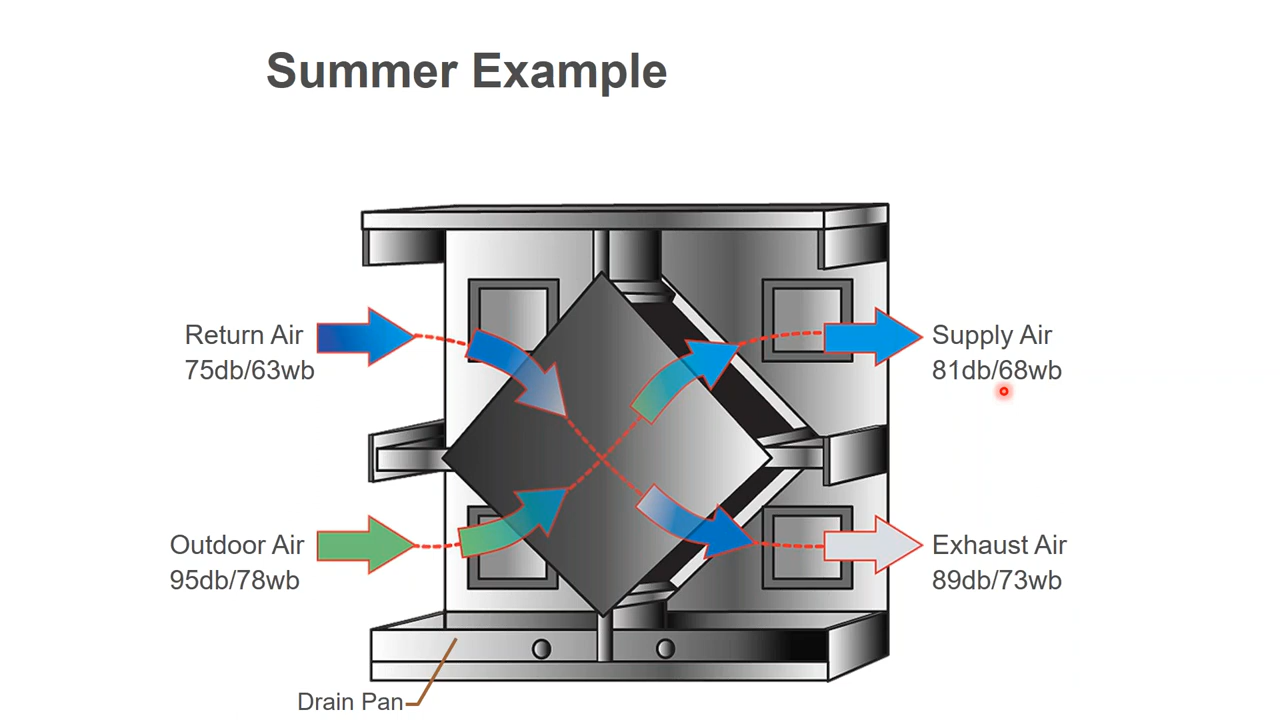 Summer Example
Return Air
75db/63wb
Supply Air
81db/68wb
Outdoor Air
95db/78wb
Exhaust Air
89db/73wb
Drain Pan